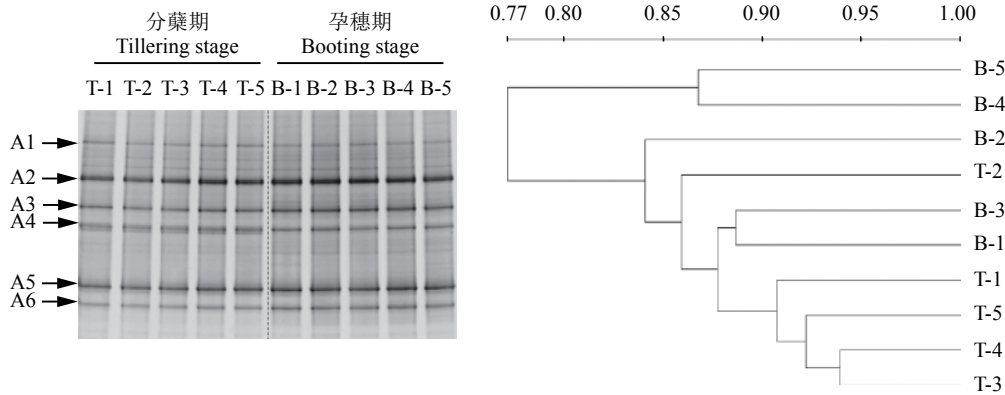 分蘖期
Tillering stage
孕穗期
Booting stage
T-1 T-2 T-3 T-4 T-5 B-1 B-2 B-3 B-4 B-5
A1
A2
A3
A4
A5
A6
0.77 0.80 0.85 0.90 0.95 1.00
B-5
B-4
B-2
T-2
B-3
B-1
T-1
T-5
T-4
T-3